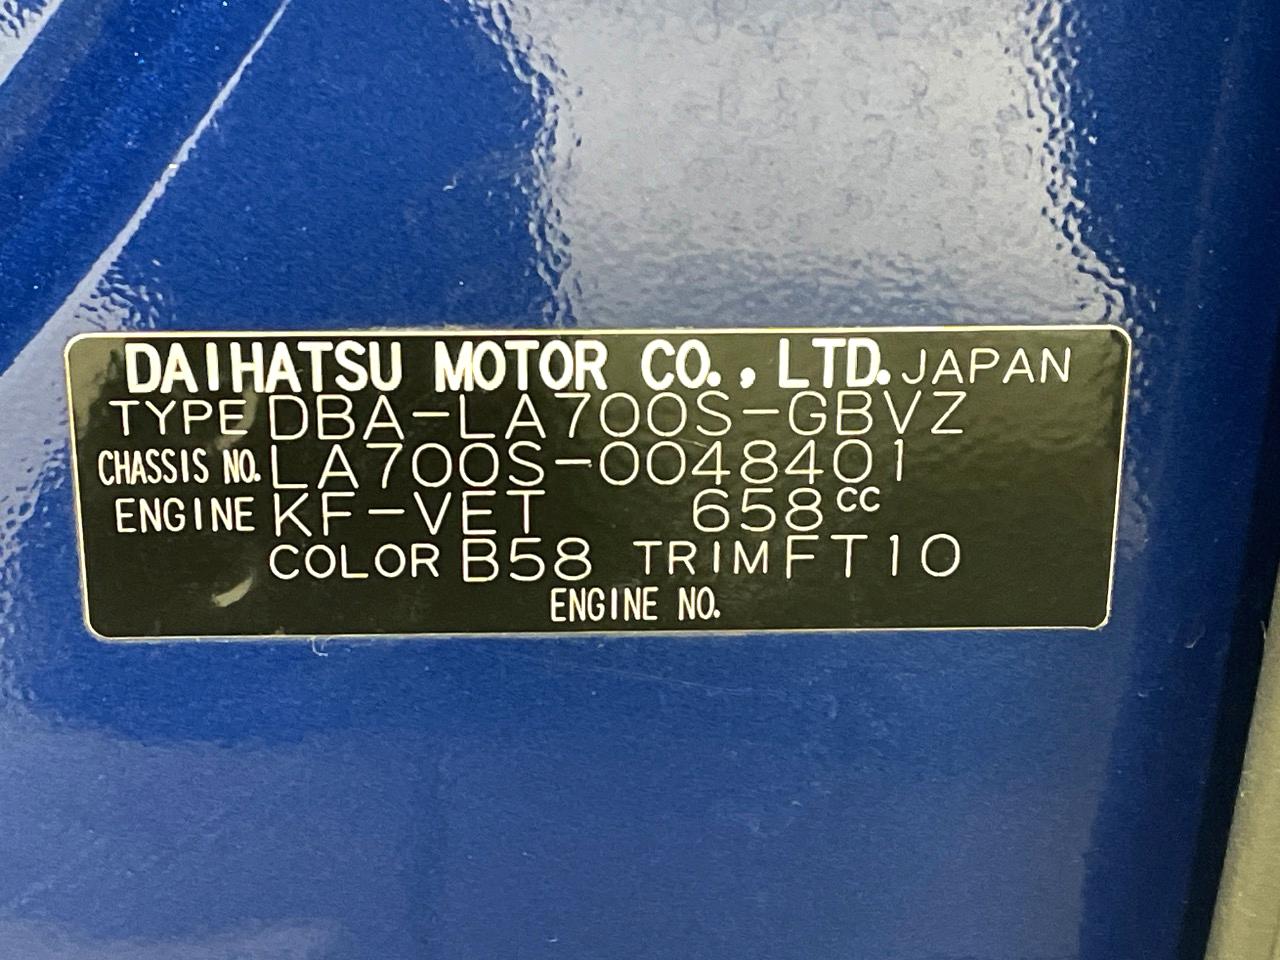 DAIHATSU MOTOR CO., LTD. JAPAN
TYPE DBA-LA700S-GBVZ
CHASSIS NO. LA700S-0048401
ENGINE KF-VET 658CC
COLOR B58 TRIM FT10
ENGINE NO.